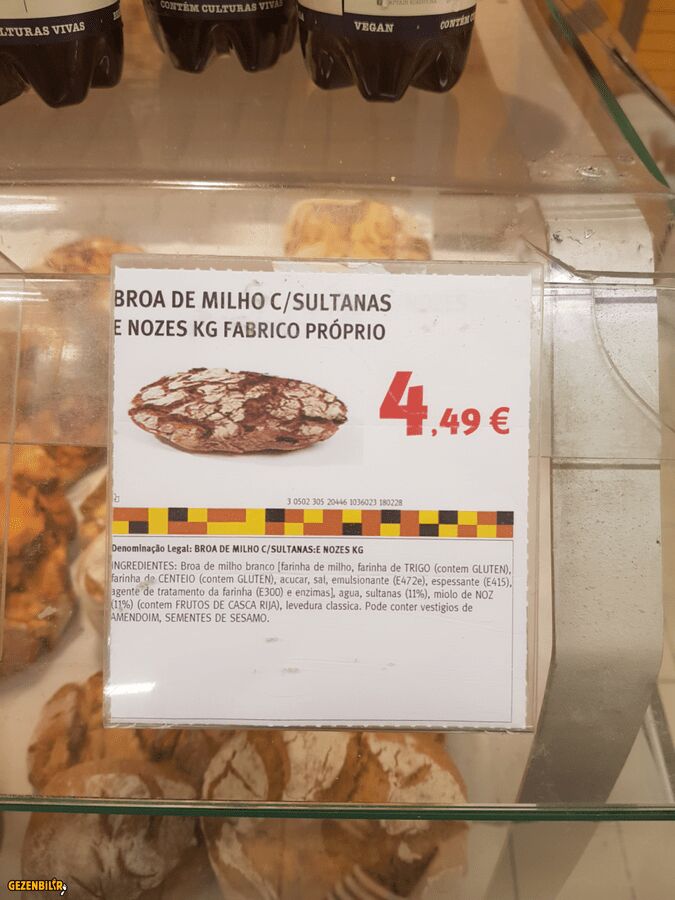 LTURAS VIVAS
CONTÉM CULTURAS VIVAS
VEGAN
BROA DE MILHO C/SULTANAS
E NOZES KG FABRICO PRÓPRIO
4,49 €
3 0502 305 20446 1036023 180228
Denominação Legal: BROA DE MILHO C/SULTANAS:E NOZES KG
INGREDIENTES: Broa de milho branco [farinha de milho, farinha de TRIGO (contem GLUTEN),
farinha de CENTEIO (contem GLUTEN), acucar, sal, emulsionante (E472e), espessante (E415),
agente de tratamento da farinha (E300) e enzimas], agua, sultanas (11%), miolo de NOZ
(11%) (contem FRUTOS DE CASCA RIJA), levedura classica. Pode conter vestigios de
AMENDOIM, SEMENTES DE SESAMO.
GEZENBILIR